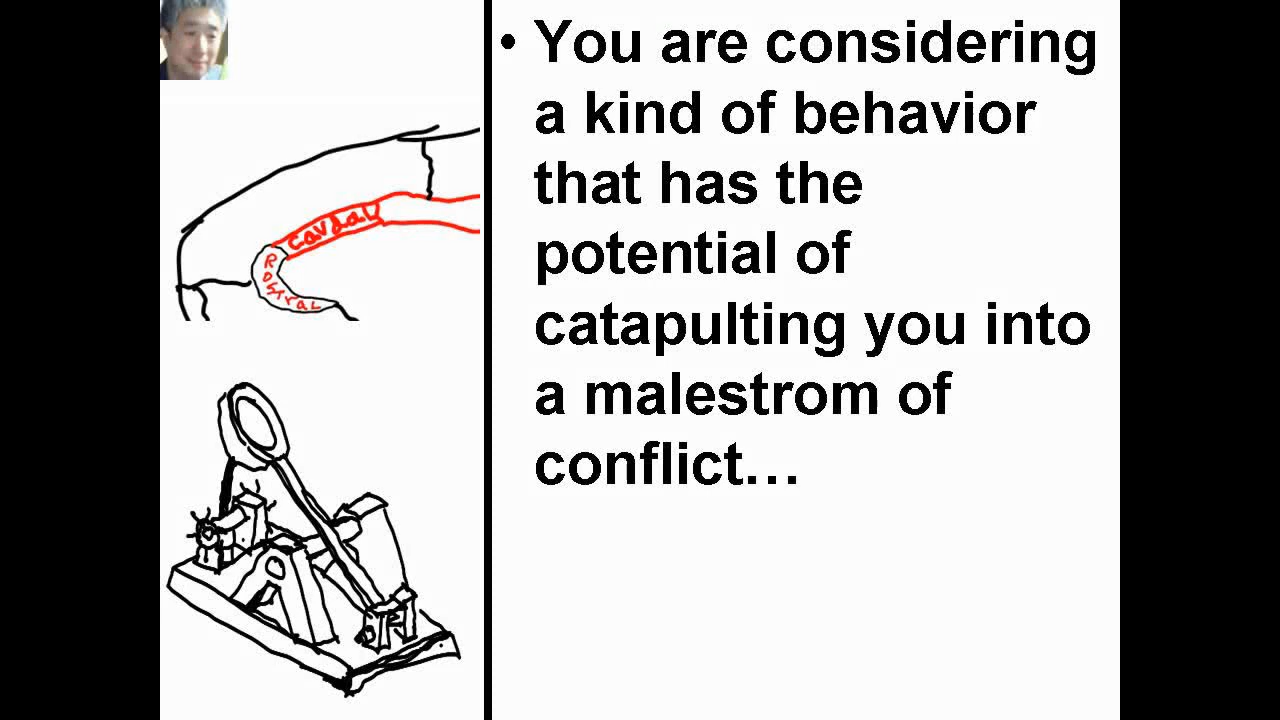 caudal
Rostral
• You are considering
a kind of behavior
that has the
potential of
catapulting you into
a malestrom of
conflict…